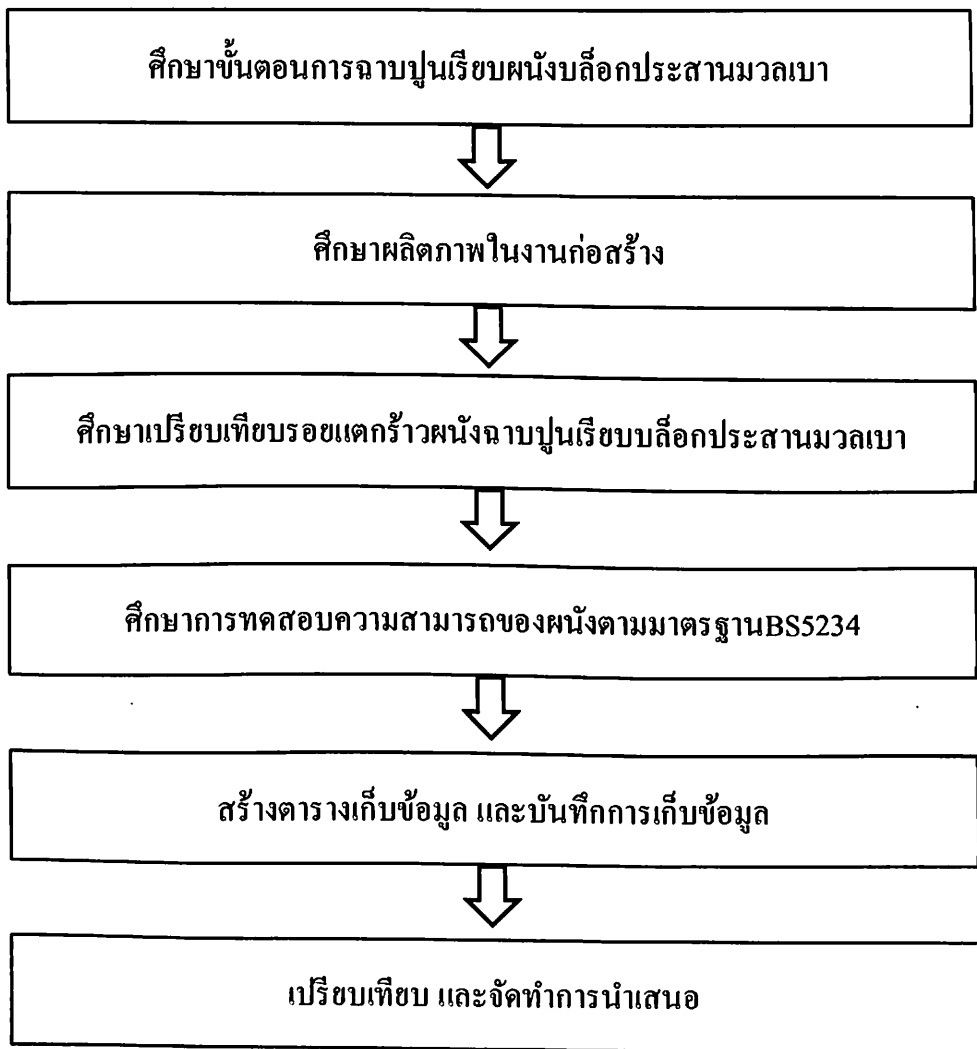 ศึกษาขั้นตอนการฉาบปูนเรียบผนังบล็อกประสานมวลเบา
ศึกษาผลิตภาพในงานก่อสร้าง
ศึกษาเปรียบเทียบรอยแตกร้าวผนังฉาบปูนเรียบบล็อกประสานมวลเบา
ศึกษาการทดสอบความสามารถของผนังตามมาตรฐานBS5234
สร้างตารางเก็บข้อมูล และบันทึกการเก็บข้อมูล
เปรียบเทียบ และจัดทำการนำเสนอ